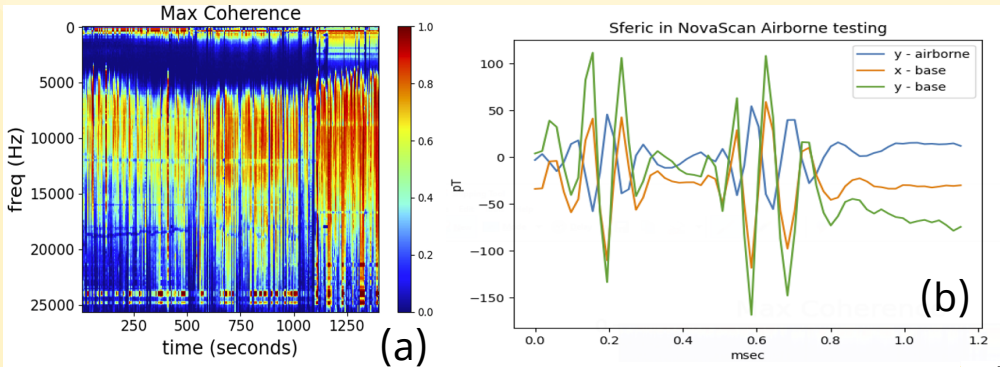 Max Coherence
0
5000
10000
15000
20000
25000
freq (Hz)
250
500
750
1000
1250
time (seconds)
1.0
0.8
0.6
0.4
0.2
0.0
(a)
Sferic in NovaScan Airborne testing
100
50
0
−50
−100
−150
pT
y - airborne
x - base
y - base
0.0
0.2
0.4
0.6
0.8
1.0
1.2
msec
(b)